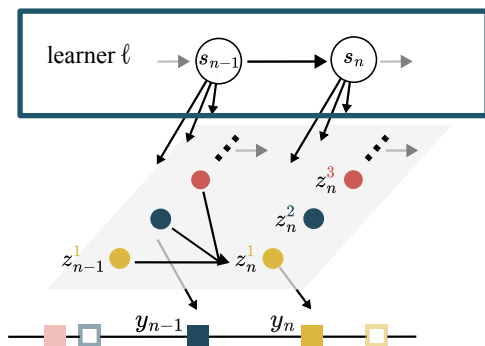 learner ℓ
s_{n-1}
s_n
z_n^3
z_n^2
z_{n-1}^1
z_n^1
y_{n-1}
y_n